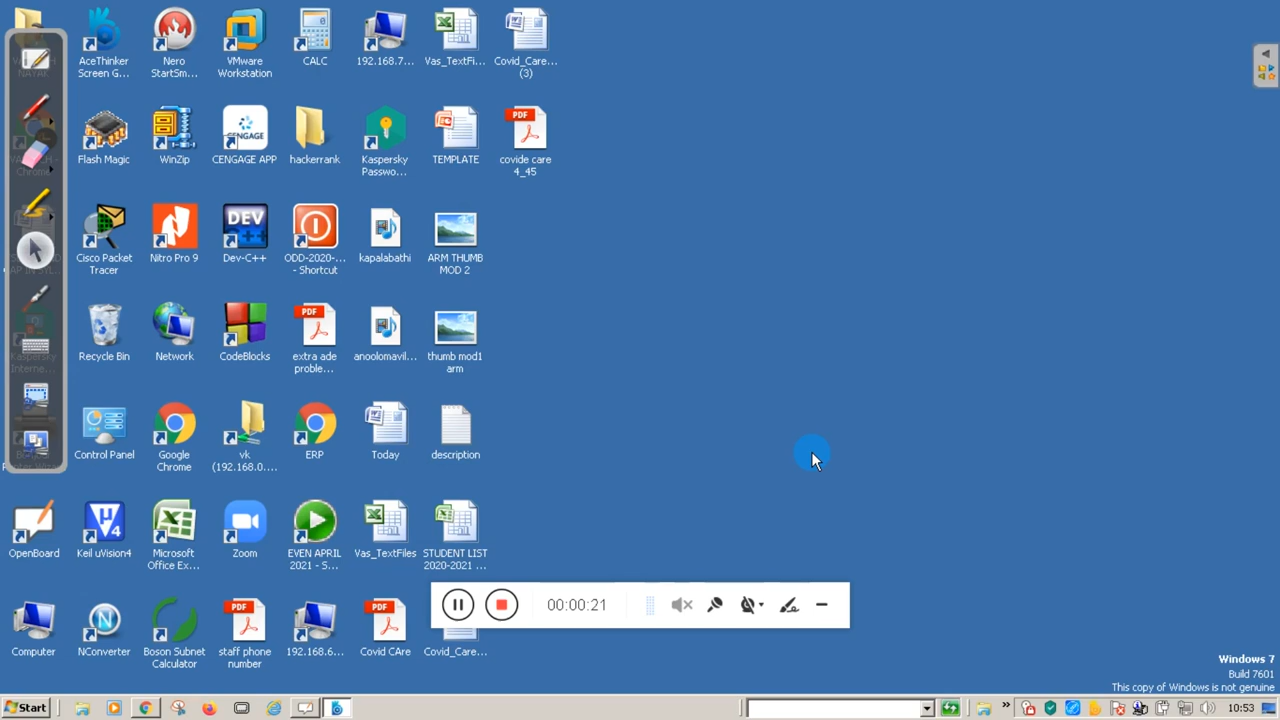 AceThinker
Screen G...
Nero
StartSm...
VMware
Workstation
CALC
192.168.7...
Vas_TextFi...
Covid_Care...
(3)
Flash Magic
WinZip
CENGAGE
CENGAGE APP
hackerrank
Kaspersky
Passwo...
TEMPLATE
PDF
covide care
4_45
Chrome
Cisco Packet
Tracer
Nitro Pro 9
DEV
Dev-C++
ODD-2020-...
- Shortcut
kapalabathi
ARM THUMB
MOD 2
Recycle Bin
Network
CodeBlocks
PDF
extra ade
proble...
anoolomavil...
thumb mod1
arm
Kaspersky
Interne...
Control Panel
Google
Chrome
vk
(192.168.0....
ERP
Today
description
OpenBoard
Keil uVision4
Microsoft
Office Ex...
Zoom
EVEN APRIL
2021 - S...
Vas_TextFiles
STUDENT LIST
2020-2021 ...
00:00:21
Computer
NConverter
Boson Subnet
Calculator
PDF
staff phone
number
192.168.6...
PDF
Covid CAre
Covid_Care...
Windows 7
Build 7601
This copy of Windows is not genuine
Start
10:53